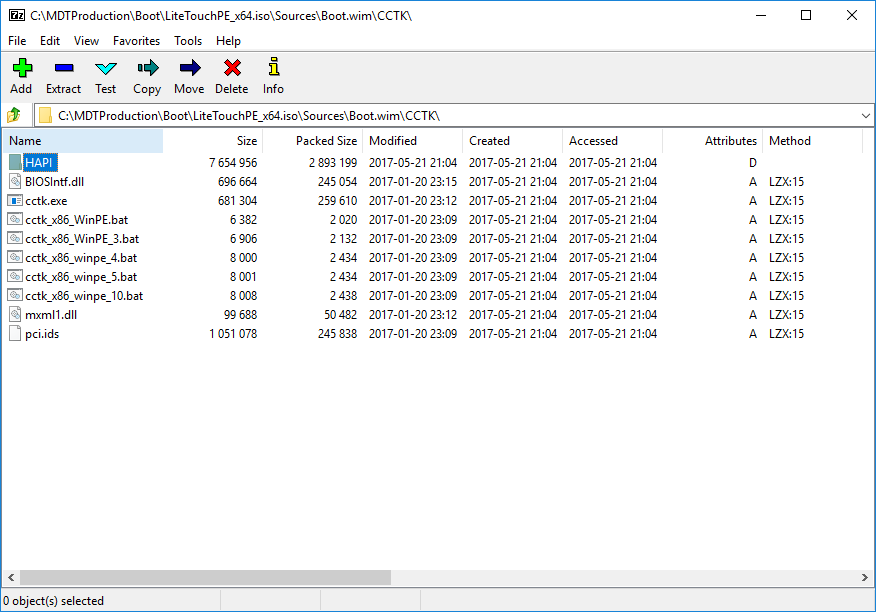 C:\MDTProduction\Boot\LiteTouchPE_x64.iso\Sources\Boot.wim\CCTK\
File Edit View Favorites Tools Help
Add Extract Test Copy Move Delete Info
C:\MDTProduction\Boot\LiteTouchPE_x64.iso\Sources\Boot.wim\CCTK\
Name Size Packed Size Modified Created Accessed Attributes Method
HAPI 7 654 956 2 893 199 2017-05-21 21:04 2017-05-21 21:04 2017-05-21 21:04 D
BIOSIntf.dll 696 664 245 054 2017-01-20 23:15 2017-05-21 21:04 2017-05-21 21:04 A LZX:15
cctk.exe 681 304 259 610 2017-01-20 23:12 2017-05-21 21:04 2017-05-21 21:04 A LZX:15
cctk_x86_WinPE.bat 6 382 2 020 2017-01-20 23:09 2017-05-21 21:04 2017-05-21 21:04 A LZX:15
cctk_x86_WinPE_3.bat 6 906 2 132 2017-01-20 23:09 2017-05-21 21:04 2017-05-21 21:04 A LZX:15
cctk_x86_winpe_4.bat 8 000 2 434 2017-01-20 23:09 2017-05-21 21:04 2017-05-21 21:04 A LZX:15
cctk_x86_winpe_5.bat 8 001 2 434 2017-01-20 23:09 2017-05-21 21:04 2017-05-21 21:04 A LZX:15
cctk_x86_winpe_10.bat 8 008 2 438 2017-01-20 23:09 2017-05-21 21:04 2017-05-21 21:04 A LZX:15
mxml1.dll 99 688 50 482 2017-01-20 23:12 2017-05-21 21:04 2017-05-21 21:04 A LZX:15
pci.ids 1 051 078 245 838 2017-01-20 23:09 2017-05-21 21:04 2017-05-21 21:04 A LZX:15
0 object(s) selected